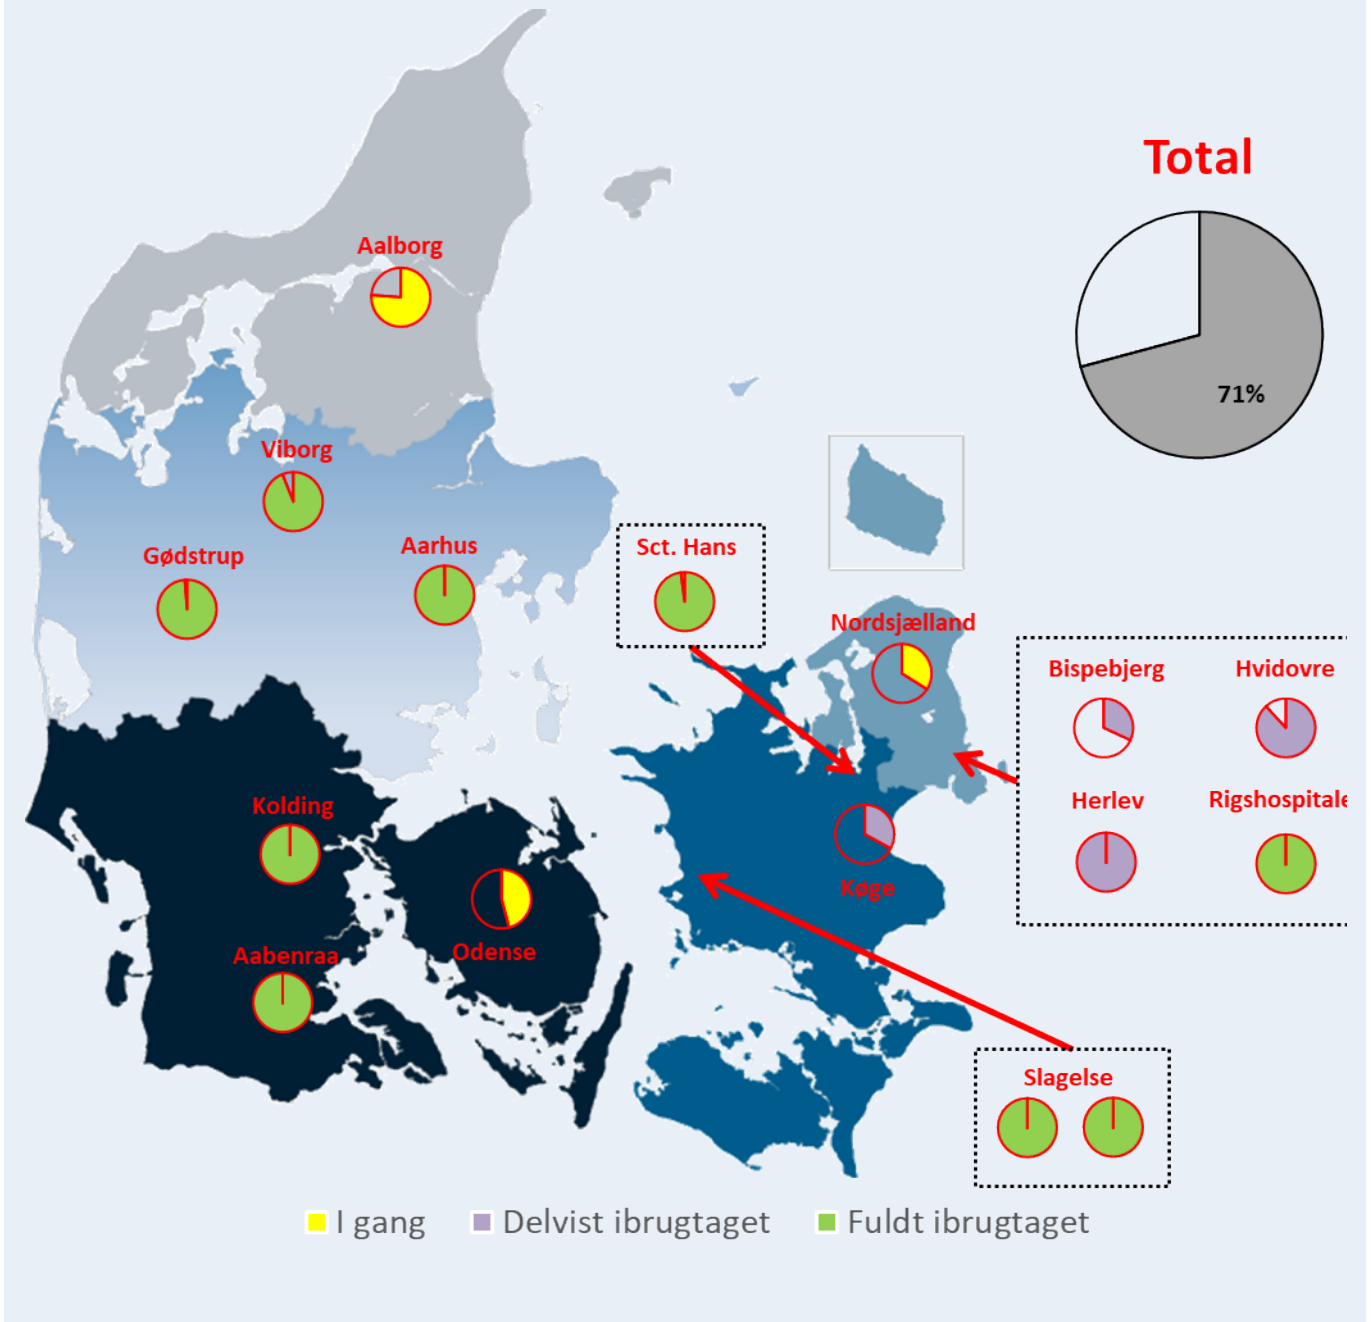 Total
71%
Aalborg
Viborg
Gødstrup
Aarhus
Sct. Hans
Nordsjælland
Bispebjerg
Hvidovre
Herlev
Rigshospitale
Kolding
Køge
Odense
Aabenraa
Slagelse
I gang
Delvist ibrugtaget
Fuldt ibrugtaget